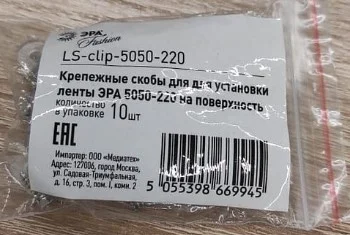 ЭРА
Fashion
LS-clip-5050-220
Крепежные скобы для для установки
ленты ЭРА 5050-220 на поверхность
количество
в упаковке 10шт
EAC
Импортер: ООО «Медиатех»
Адрес: 127006, город Москва,
ул. Садовая-Триумфальная,
д. 16, стр. 3, пом. I, комн. 2
5 055398 669945